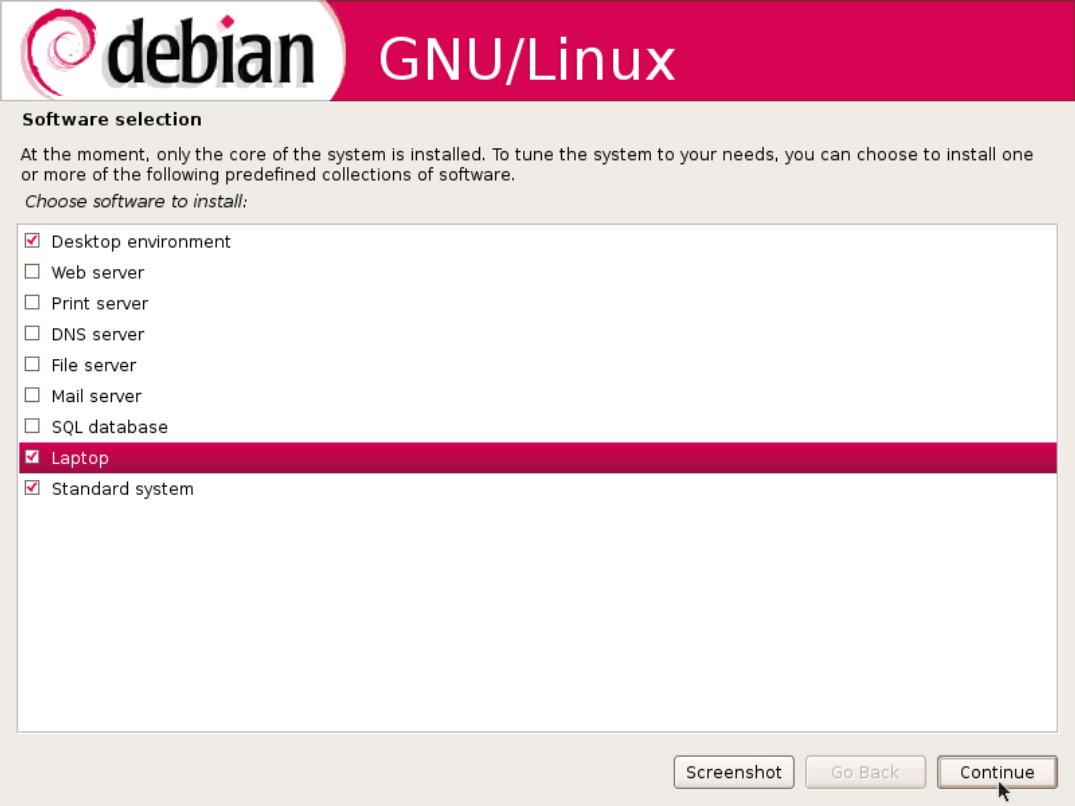 debian GNU/Linux
Software selection
At the moment, only the core of the system is installed. To tune the system to your needs, you can choose to install one
or more of the following predefined collections of software.
Choose software to install:
Desktop environment
Web server
Print server
DNS server
File server
Mail server
SQL database
Laptop
Standard system
Screenshot Go Back Continue